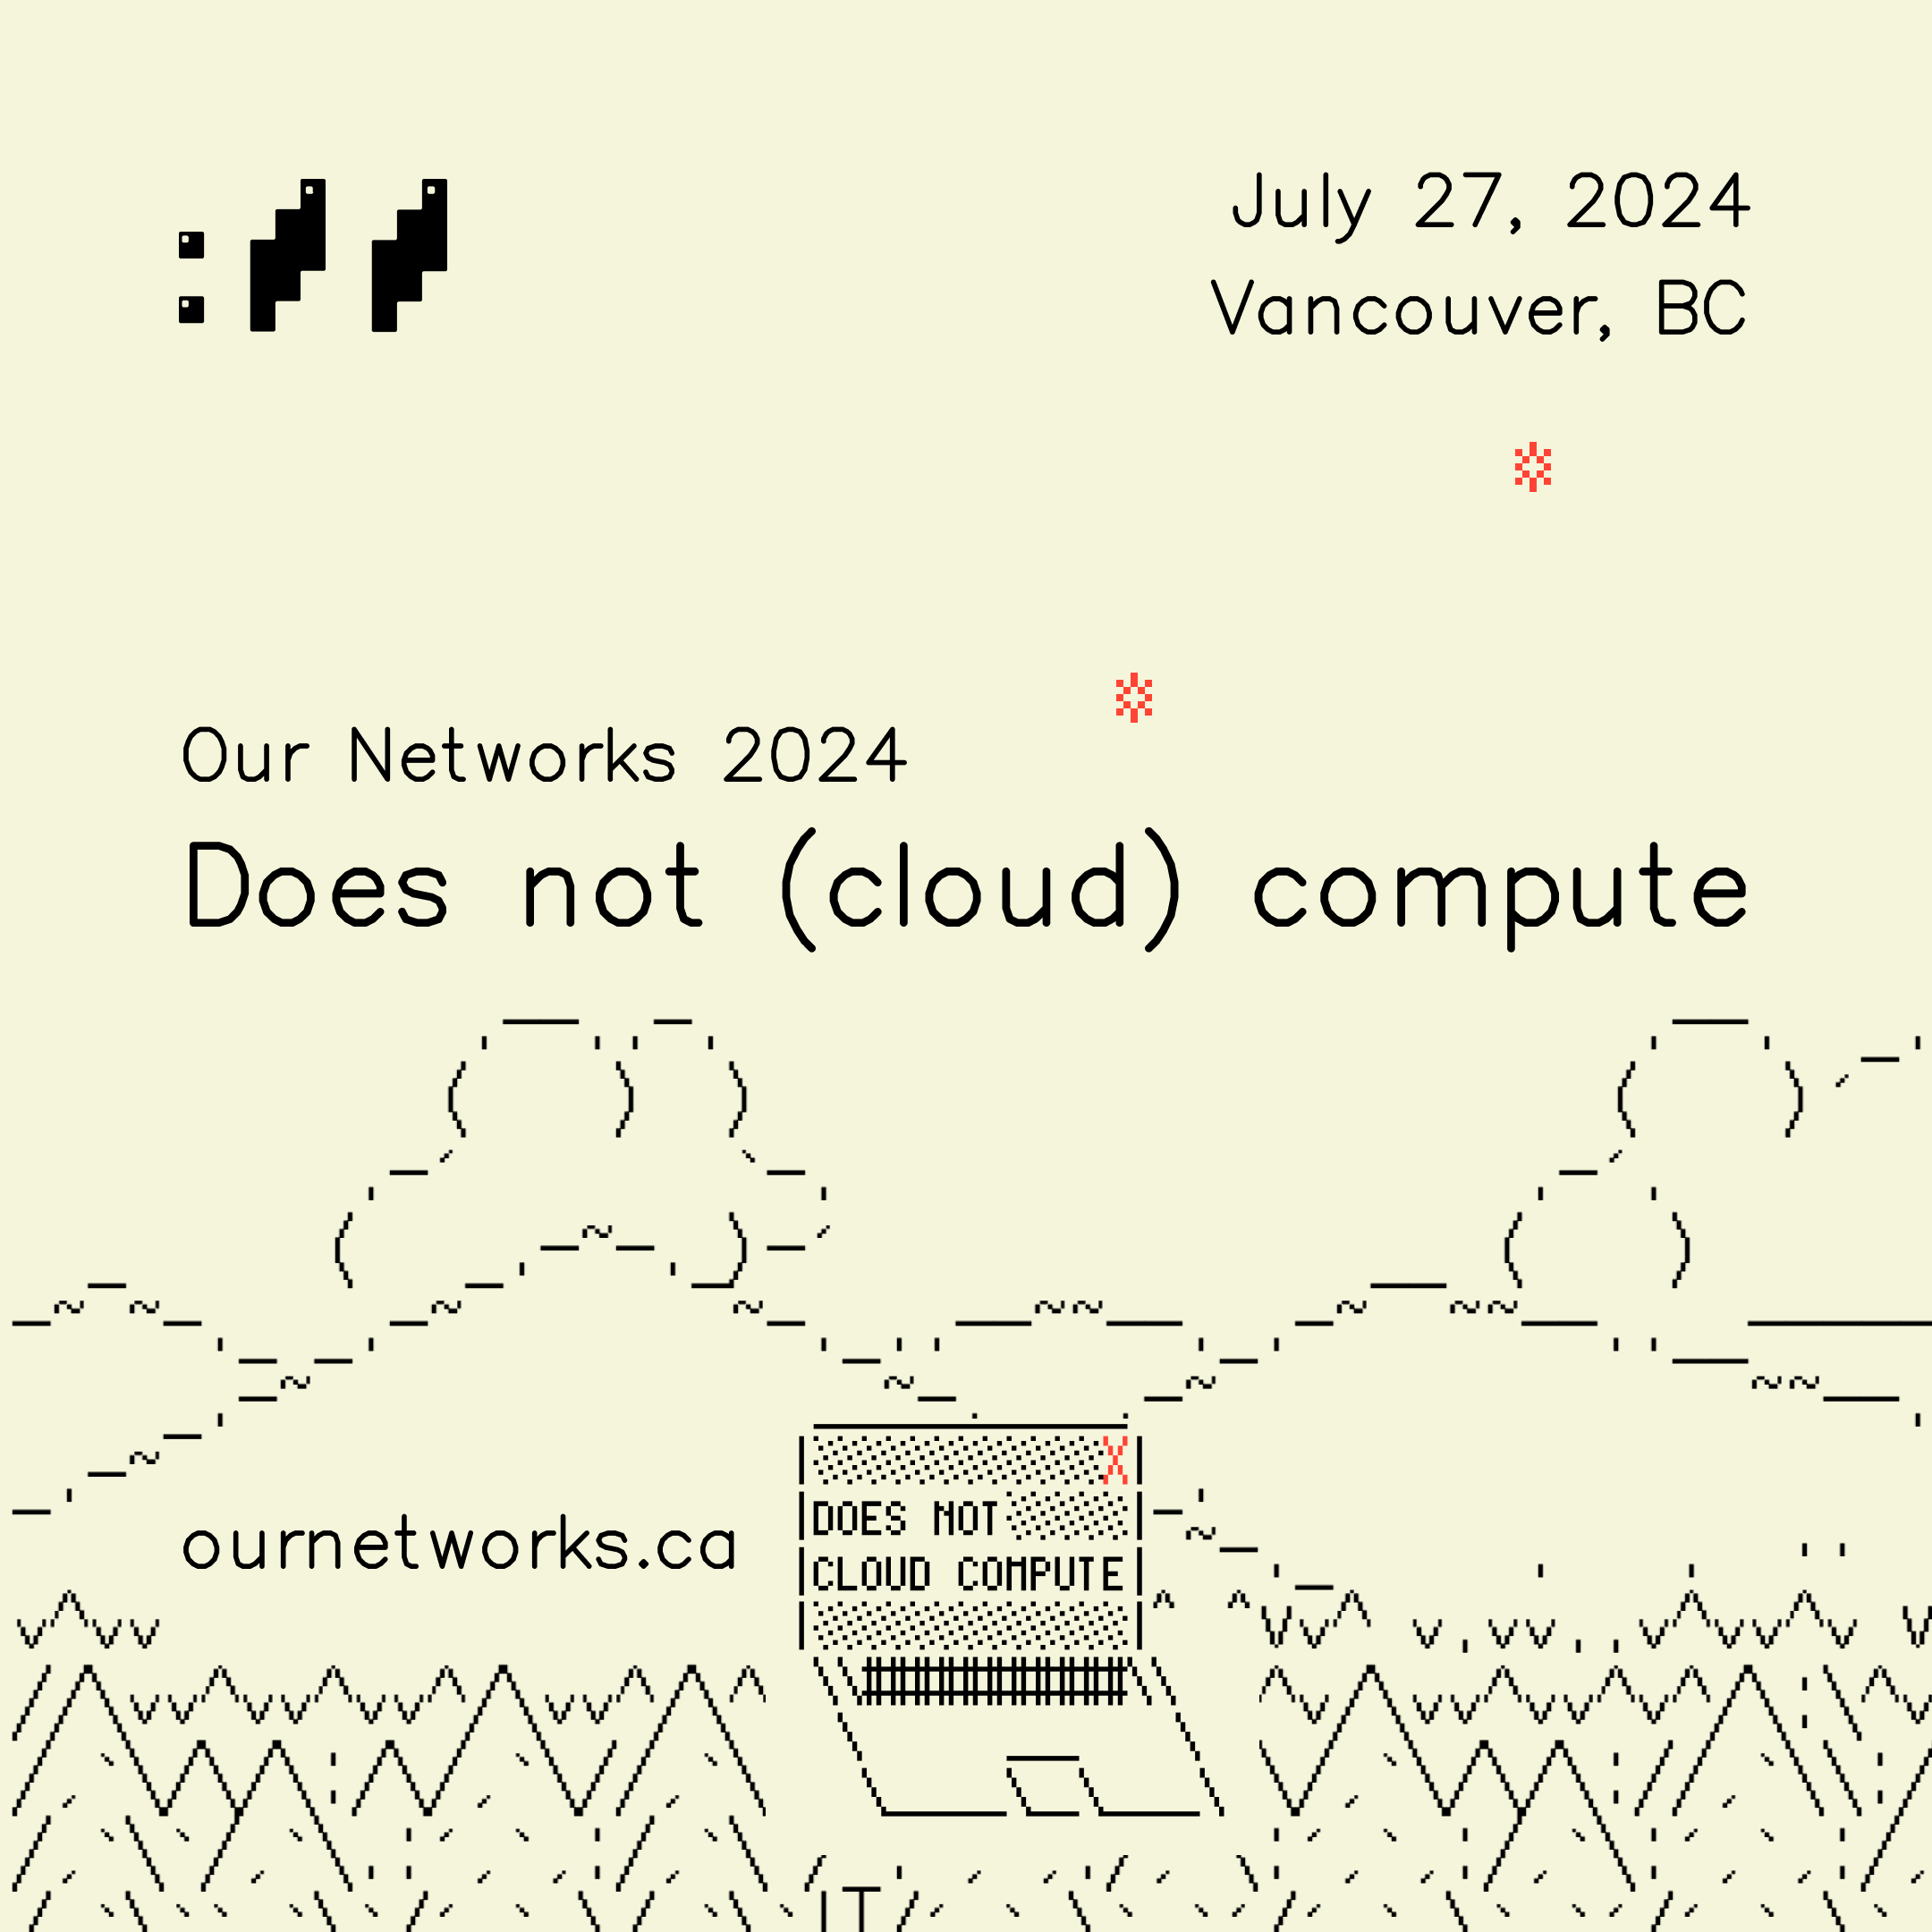 ://
July 27, 2024
Vancouver, BC
Our Networks 2024
Does not (cloud) compute
X
DOES NOT
CLOUD COMPUTE
ournetworks.ca